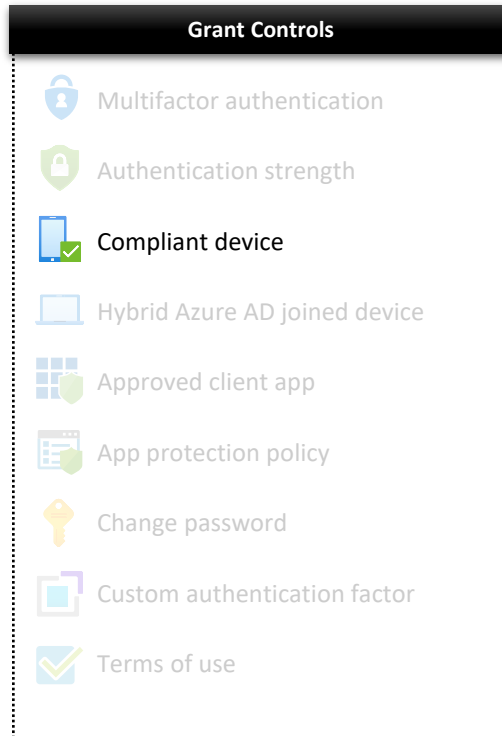 Grant Controls
Multifactor authentication
Authentication strength
Compliant device
Hybrid Azure AD joined device
Approved client app
App protection policy
Change password
Custom authentication factor
Terms of use